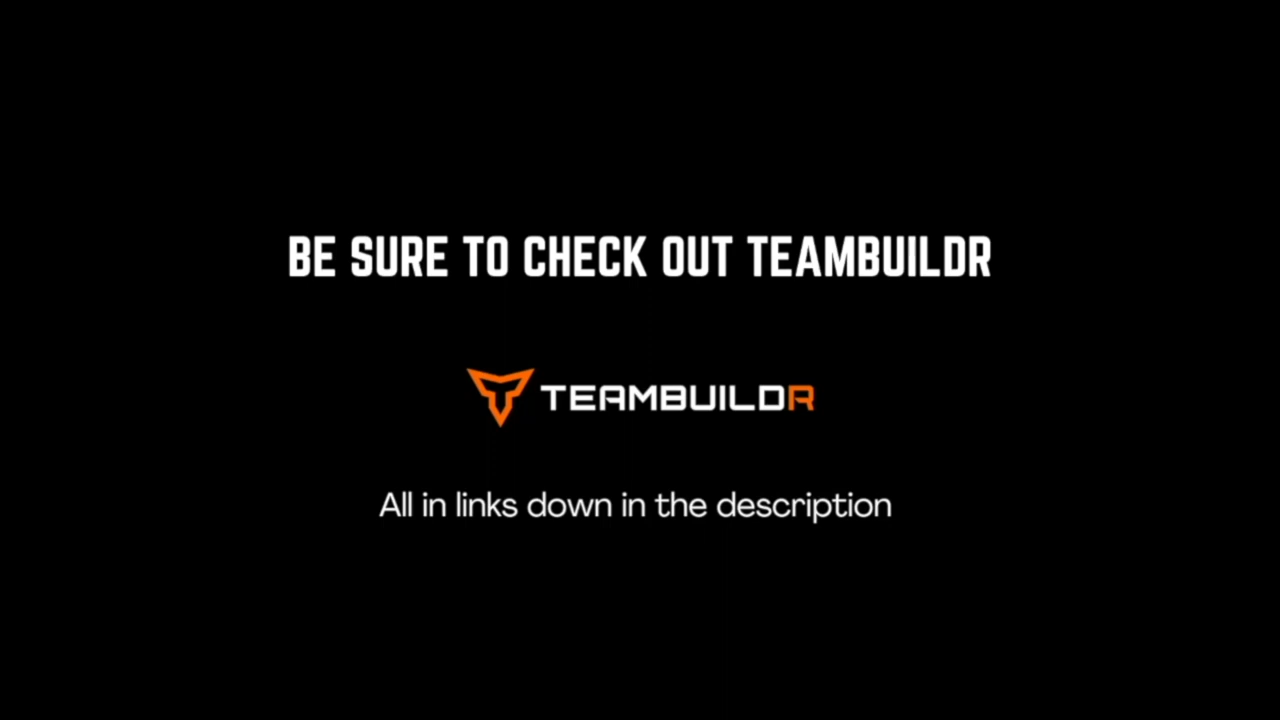 BE SURE TO CHECK OUT TEAMBUILDR
TEAMBUILDR
All in links down in the description